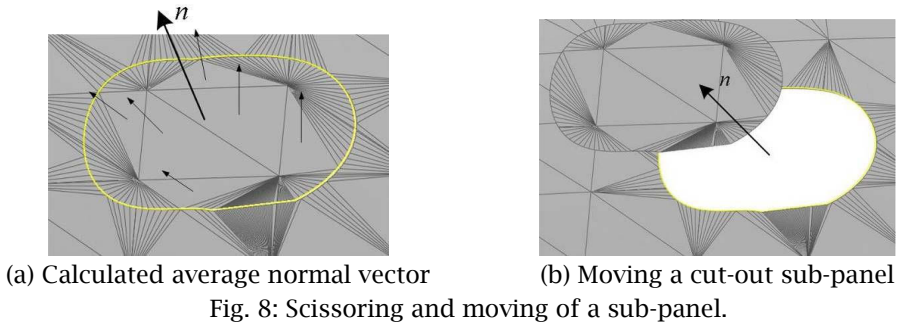 n
n
(a) Calculated average normal vector
(b) Moving a cut-out sub-panel
Fig. 8: Scissoring and moving of a sub-panel.